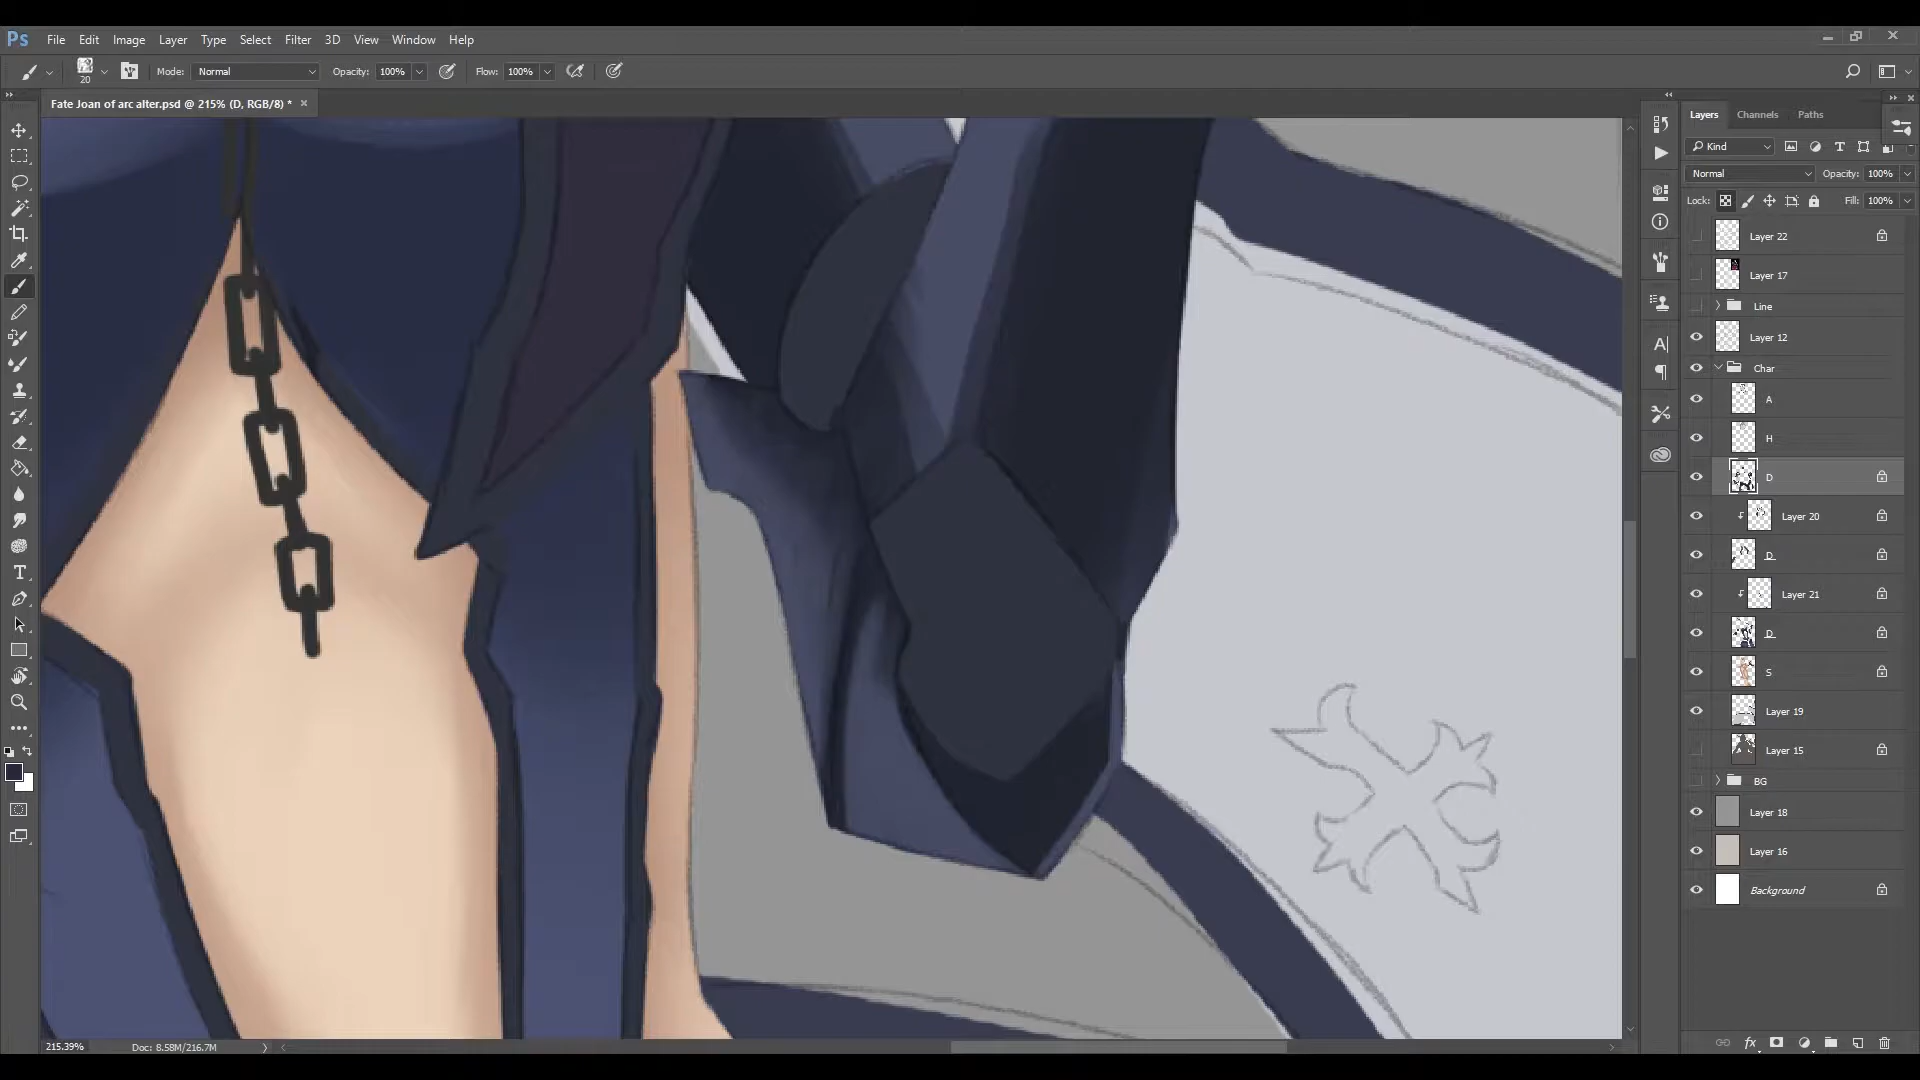 Ps File Edit Image Layer Type Select Filter 3D View Window Help
20 Mode: Normal Opacity: 100% Flow: 100%
Fate Joan of arc alter.psd @ 215% (D, RGB/8) * ×
Layers Channels Paths
Kind
Normal Opacity: 100%
Lock: Fill: 100%
Layer 22
Layer 17
Line
Layer 12
Char
A
H
D
Layer 20
D
Layer 21
D
S
Layer 19
Layer 15
BG
Layer 18
Layer 16
Background
215.39% Doc: 8.58M/216.7M